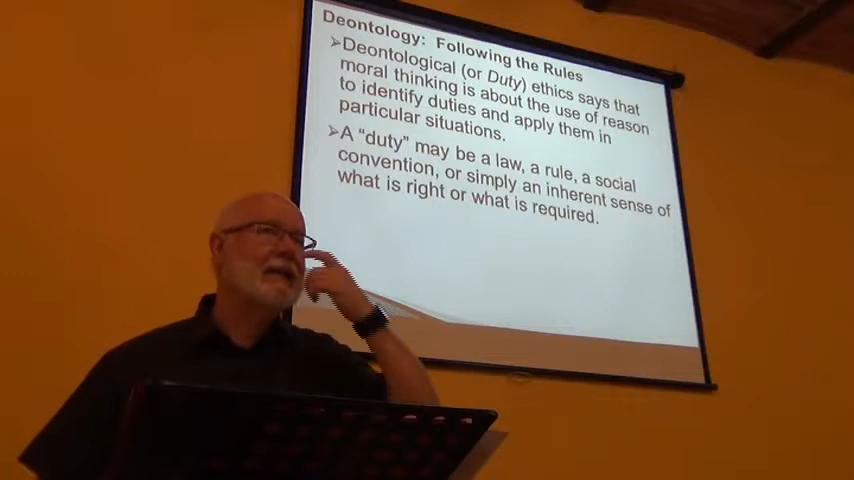 Deontology: Following the Rules
➢Deontological (or Duty) ethics says that
moral thinking is about the use of reason
to identify duties and apply them in
particular situations.
➢A “duty” may be a law, a rule, a social
convention, or simply an inherent sense of
what is right or what is required.